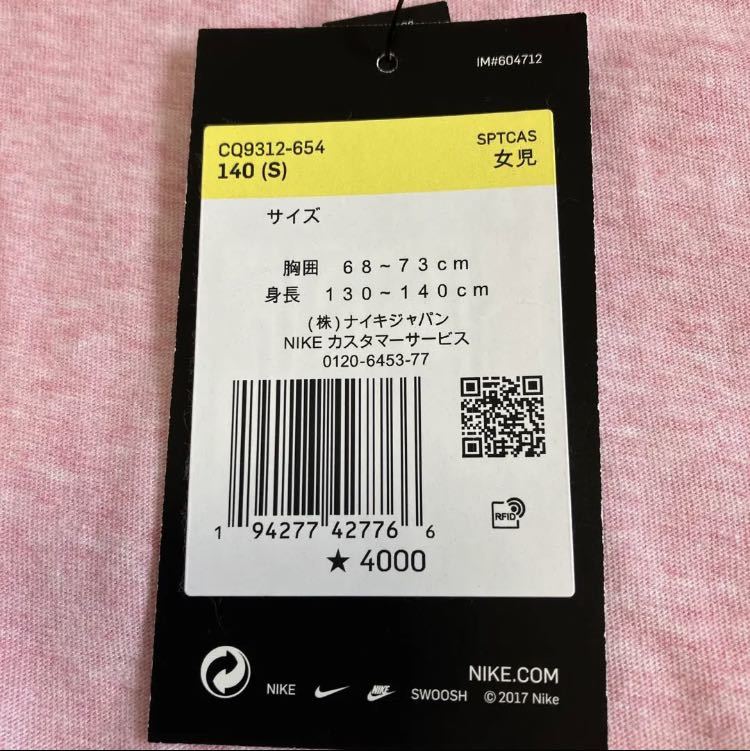 IM#604712
CQ9312-654
SPTCAS
140 (S)
女児
サイズ
胸囲 68~73cm
身長 130~140cm
(株)ナイキジャパン
NIKE カスタマーサービス
0120-6453-77
1 94277 42776 6
RFID
★ 4000
NIKE.COM
NIKE NIKE SWOOSH © 2017 Nike